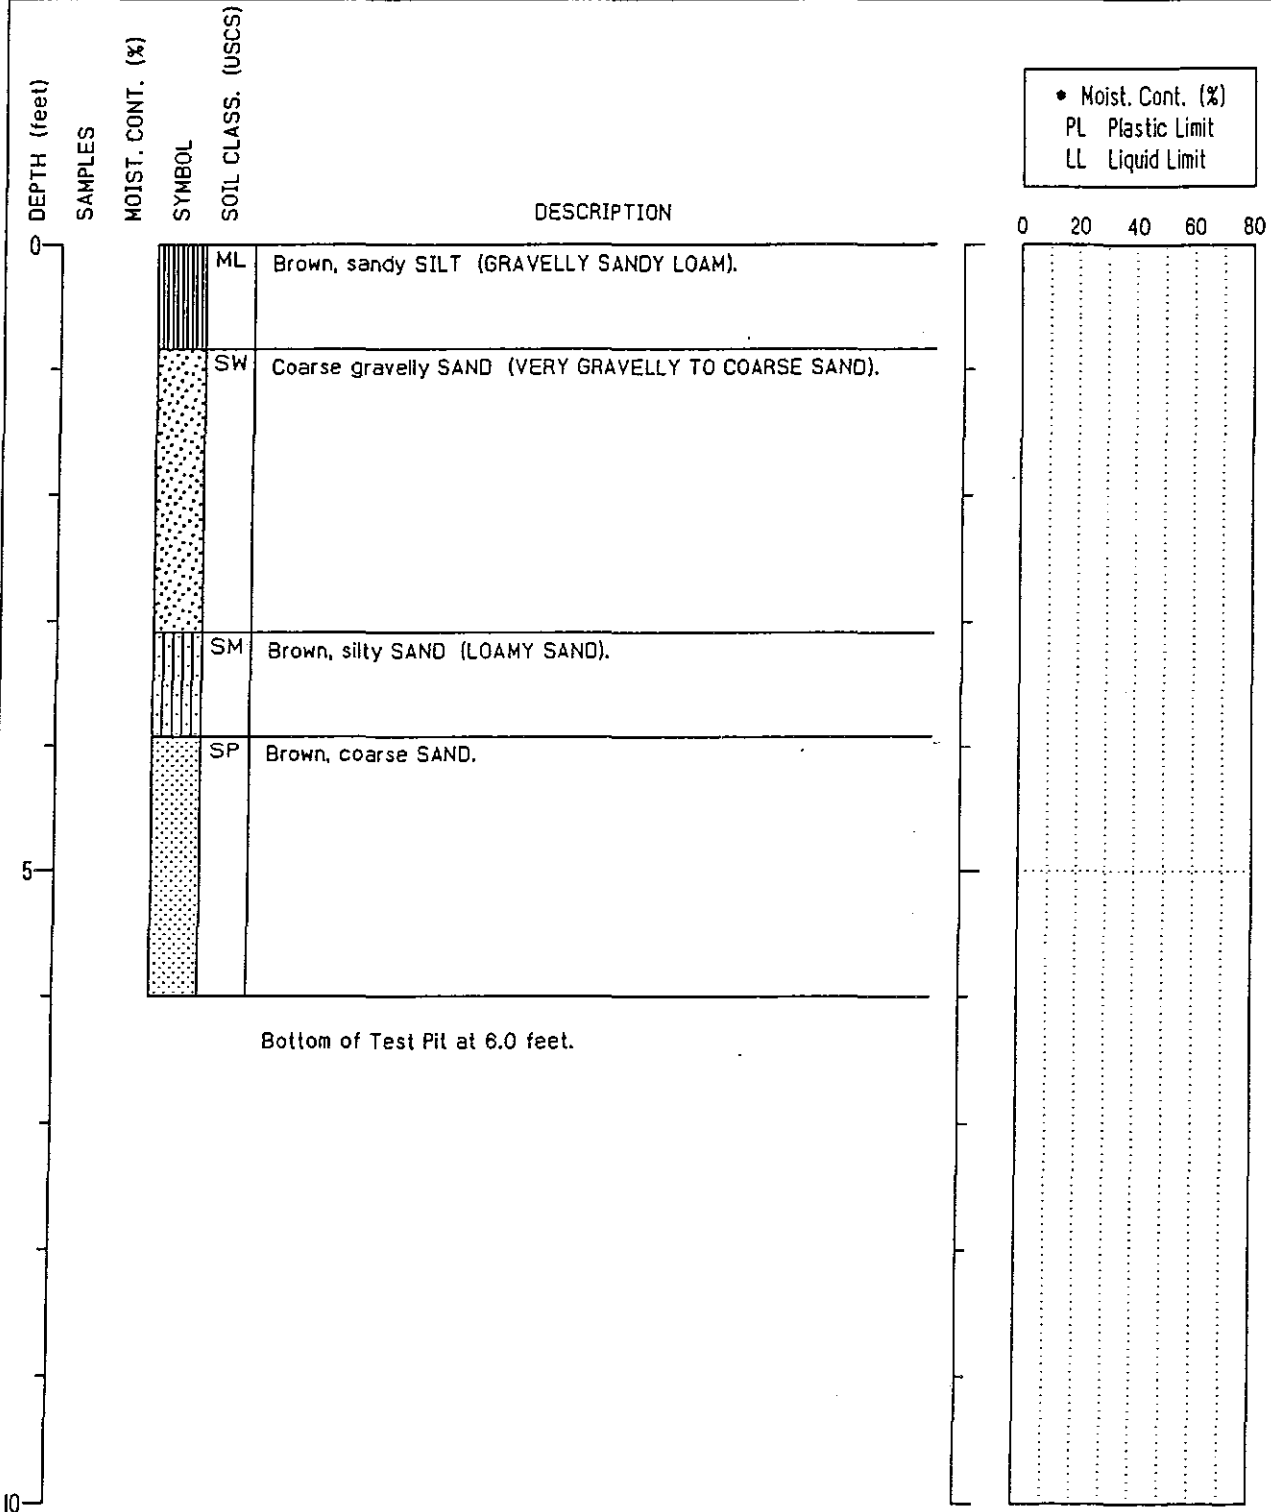 DEPTH (feet)
SAMPLES
MOIST. CONT. (%)
SYMBOL
SOIL CLASS. (USCS)
DESCRIPTION
• Moist. Cont. (%)
PL Plastic Limit
LL Liquid Limit
0 20 40 60 80
0
ML Brown, sandy SILT (GRAVELLY SANDY LOAM).
SW Coarse gravelly SAND (VERY GRAVELLY TO COARSE SAND).
SM Brown, silty SAND (LOAMY SAND).
SP Brown, coarse SAND.
5
Bottom of Test Pit at 6.0 feet.
10